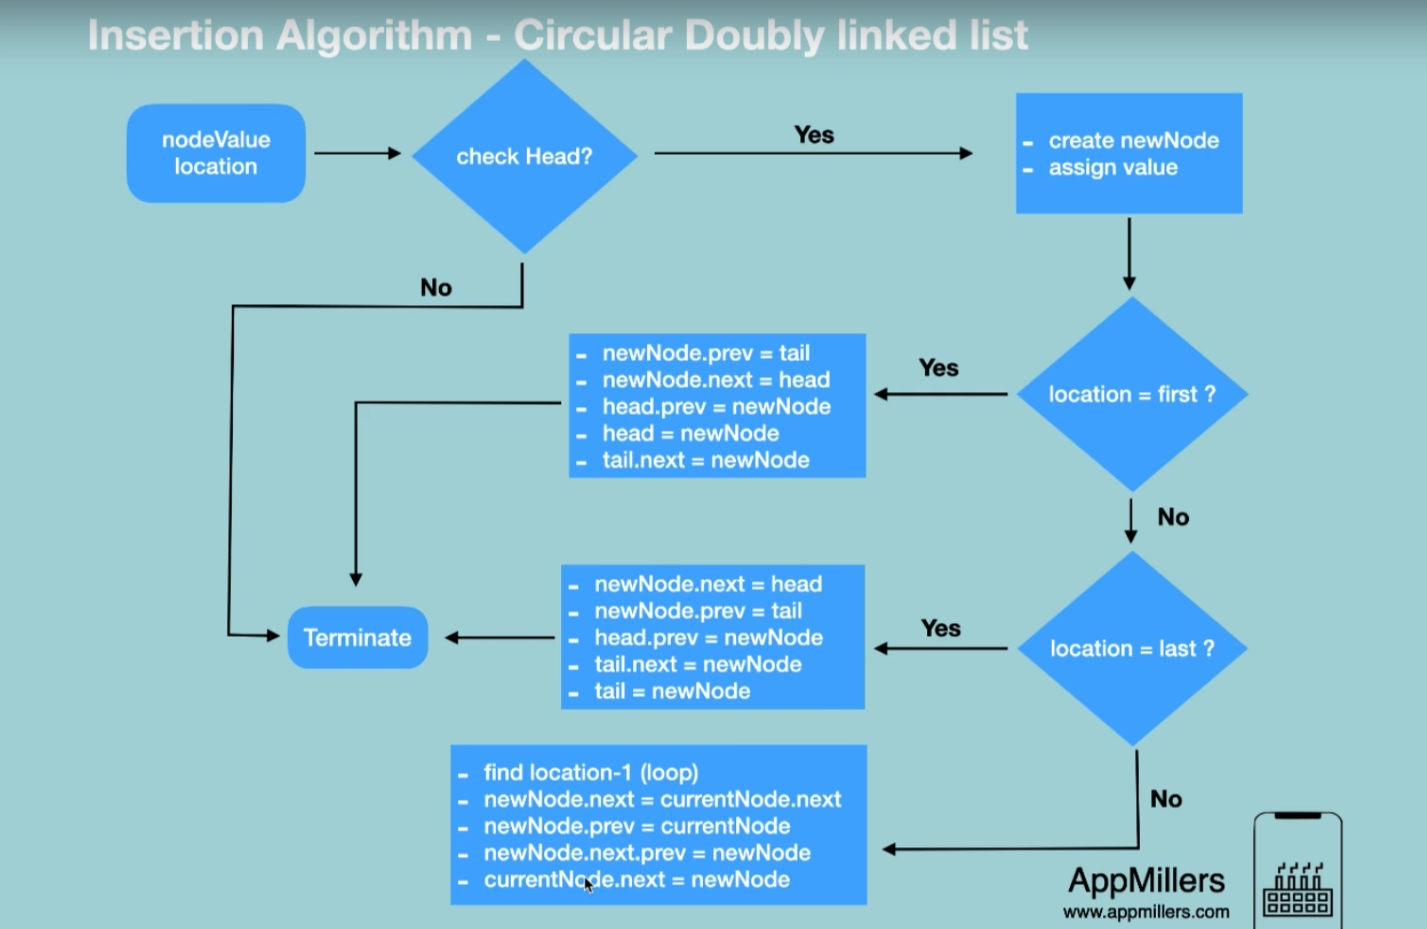 Insertion Algorithm - Circular Doubly linked list
nodeValue
location
check Head?
Yes
- create newNode
- assign value
No
location = first ?
Yes
- newNode.prev = tail
- newNode.next = head
- head.prev = newNode
- head = newNode
- tail.next = newNode
No
location = last ?
Yes
- newNode.next = head
- newNode.prev = tail
- head.prev = newNode
- tail.next = newNode
- tail = newNode
Terminate
No
- find location-1 (loop)
- newNode.next = currentNode.next
- newNode.prev = currentNode
- newNode.next.prev = newNode
- currentNode.next = newNode
AppMillers
www.appmillers.com